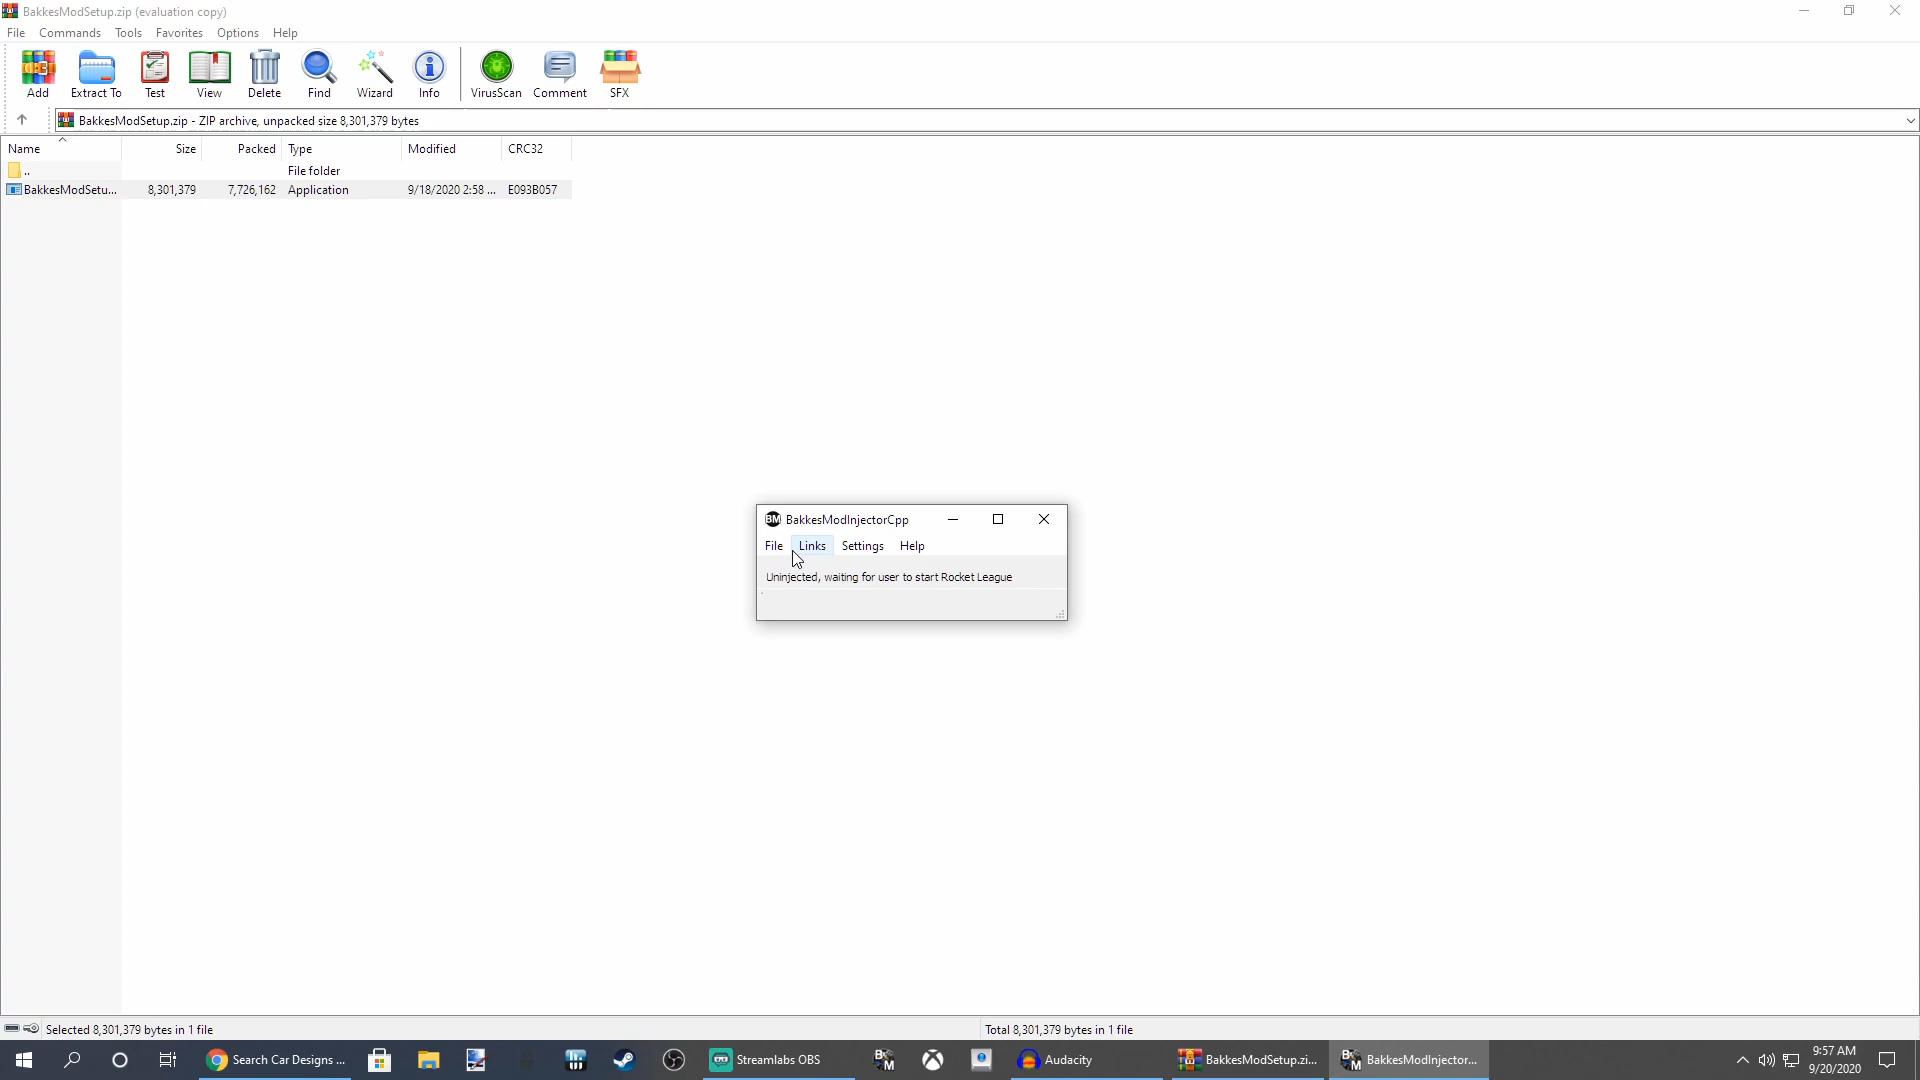 BakkesModSetup.zip (evaluation copy)
File Commands Tools Favorites Options Help
Add Extract To Test View Delete Find Wizard Info VirusScan Comment SFX
BakkesModSetup.zip - ZIP archive, unpacked size 8,301,379 bytes
Name Size Packed Type Modified CRC32
.. File folder
BakkesModSetu... 8,301,379 7,726,162 Application 9/18/2020 2:58 ... E093B057
BM BakkesModInjectorCpp
File Links Settings Help
Uninjected, waiting for user to start Rocket League
Selected 8,301,379 bytes in 1 file Total 8,301,379 bytes in 1 file
Search Car Designs ... Streamlabs OBS Audacity BakkesModSetup.zi... BakkesModInjector... 9:57 AM
9/20/2020